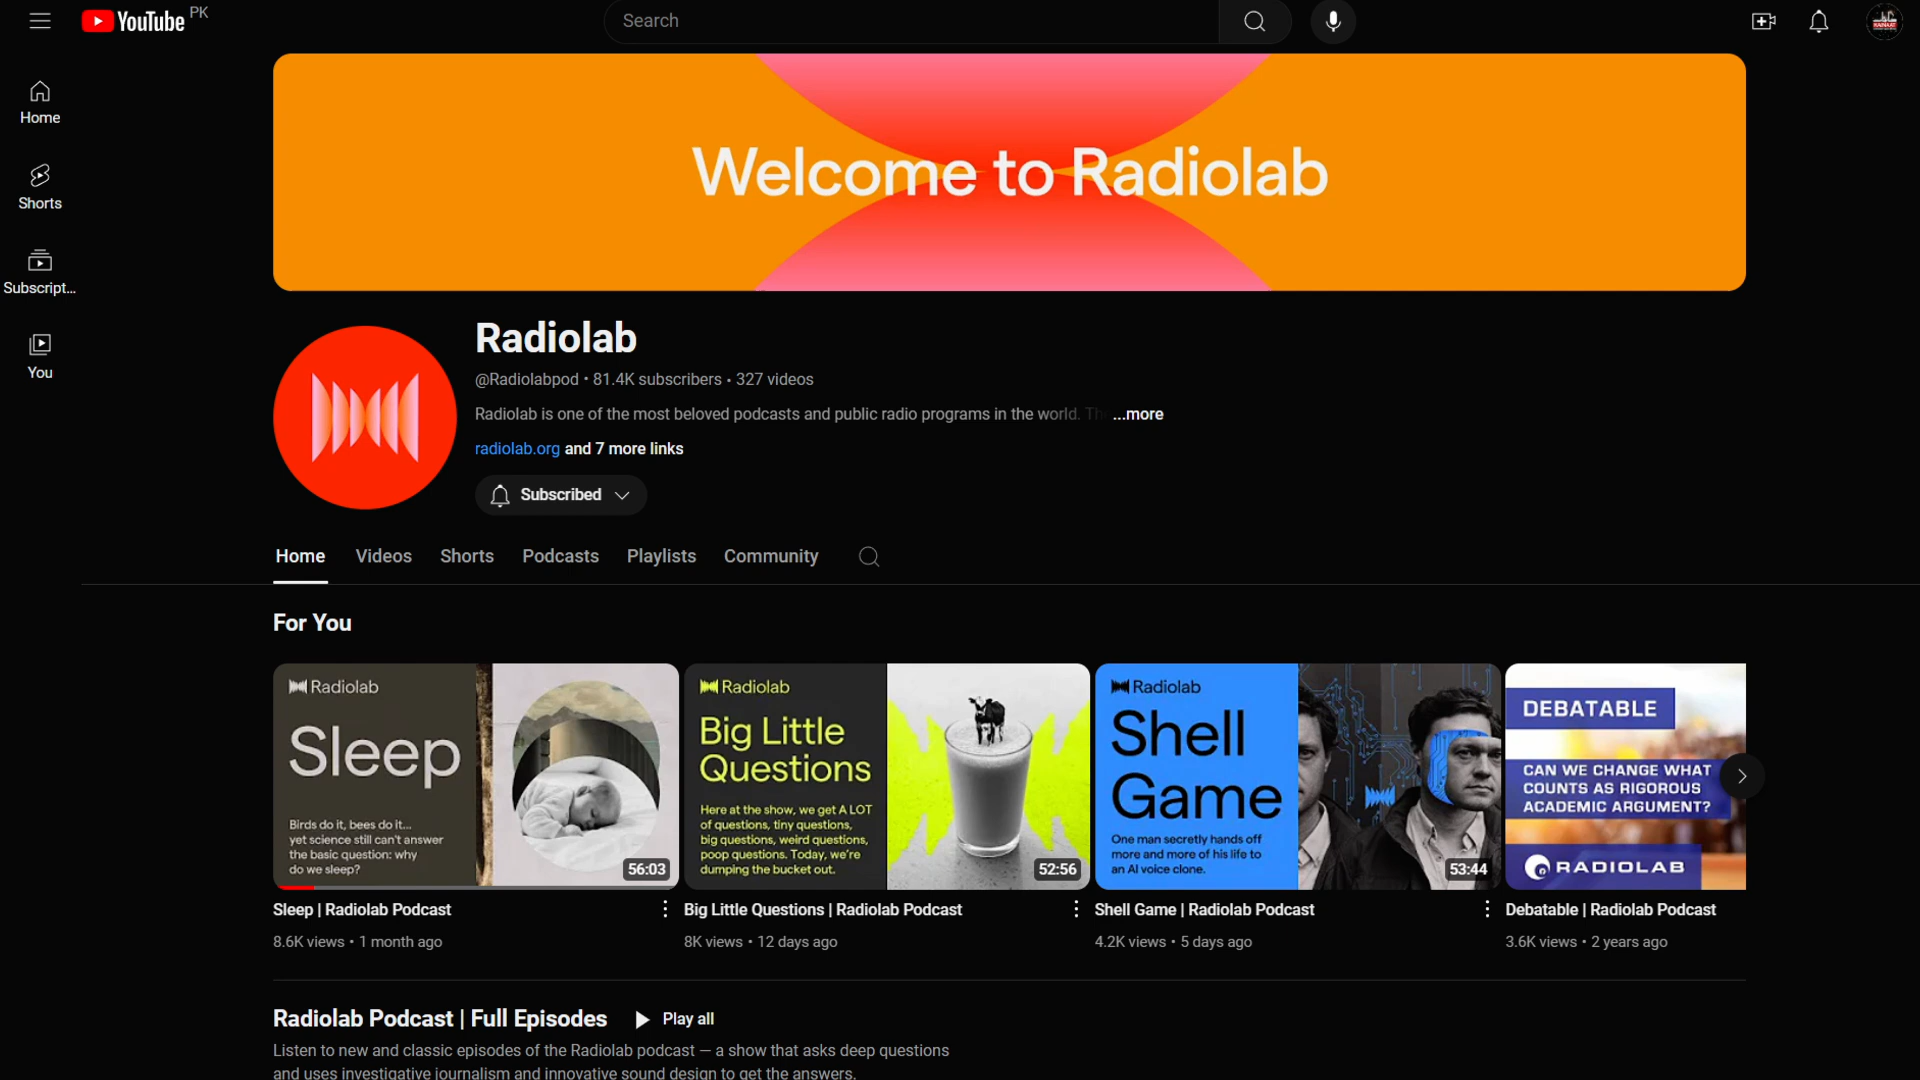 YouTube PK
Search
Home
Shorts
Subscript...
You
Welcome to Radiolab
Radiolab
@Radiolabpod • 81.4K subscribers • 327 videos
Radiolab is one of the most beloved podcasts and public radio programs in the world. ...more
radiolab.org and 7 more links
Subscribed
Home Videos Shorts Podcasts Playlists Community
For You
Radiolab
Sleep
Birds do it, bees do it...
yet science still can't answer
the basic question: why
do we sleep?
56:03
Sleep | Radiolab Podcast
8.6K views • 1 month ago
Radiolab
Big Little
Questions
Here at the show, we get A LOT
of questions, tiny questions,
big questions, weird questions,
poop questions. Today, we're
dumping the bucket out.
52:56
Big Little Questions | Radiolab Podcast
8K views • 12 days ago
Radiolab
Shell
Game
One man secretly hands off
more and more of his life to
an AI voice clone.
53:44
Shell Game | Radiolab Podcast
4.2K views • 5 days ago
DEBATABLE
CAN WE CHANGE WHAT
COUNTS AS RIGOROUS
ACADEMIC ARGUMENT?
RADIOLAB
Debatable | Radiolab Podcast
3.6K views • 2 years ago
Radiolab Podcast | Full Episodes
Play all
Listen to new and classic episodes of the Radiolab podcast — a show that asks deep questions
and uses investigative journalism and innovative sound design to get the answers.